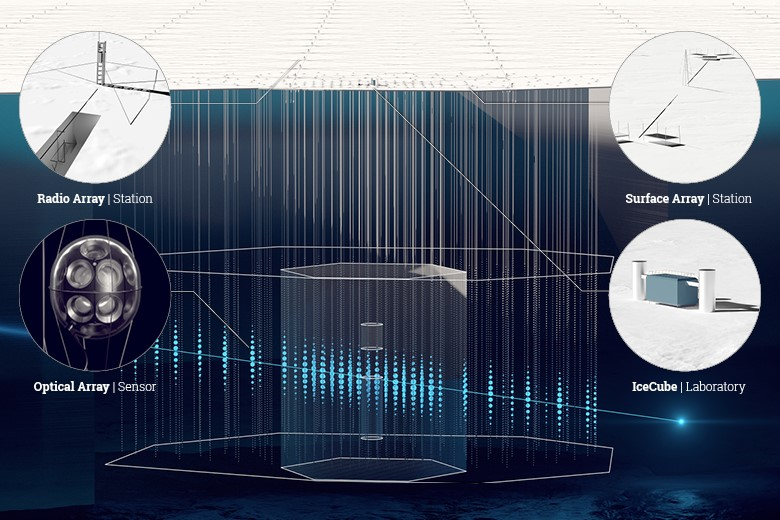 Radio Array | Station
Surface Array | Station
Optical Array | Sensor
IceCube | Laboratory